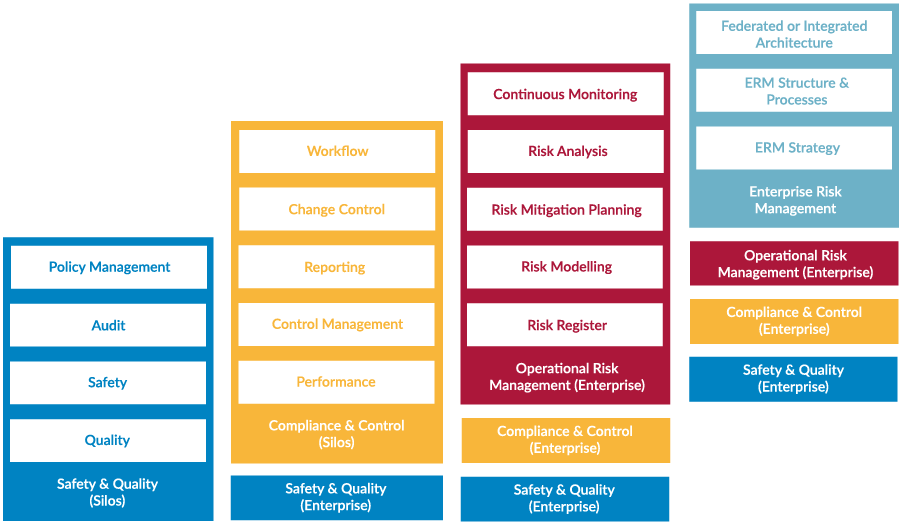 Policy Management
Audit
Safety
Quality
Safety & Quality
(Silos)
Workflow
Change Control
Reporting
Control Management
Performance
Compliance & Control
(Silos)
Safety & Quality
(Enterprise)
Continuous Monitoring
Risk Analysis
Risk Mitigation Planning
Risk Modelling
Risk Register
Operational Risk
Management (Enterprise)
Compliance & Control
(Enterprise)
Safety & Quality
(Enterprise)
Federated or Integrated
Architecture
ERM Structure &
Processes
ERM Strategy
Enterprise Risk
Management
Operational Risk
Management (Enterprise)
Compliance & Control
(Enterprise)
Safety & Quality
(Enterprise)